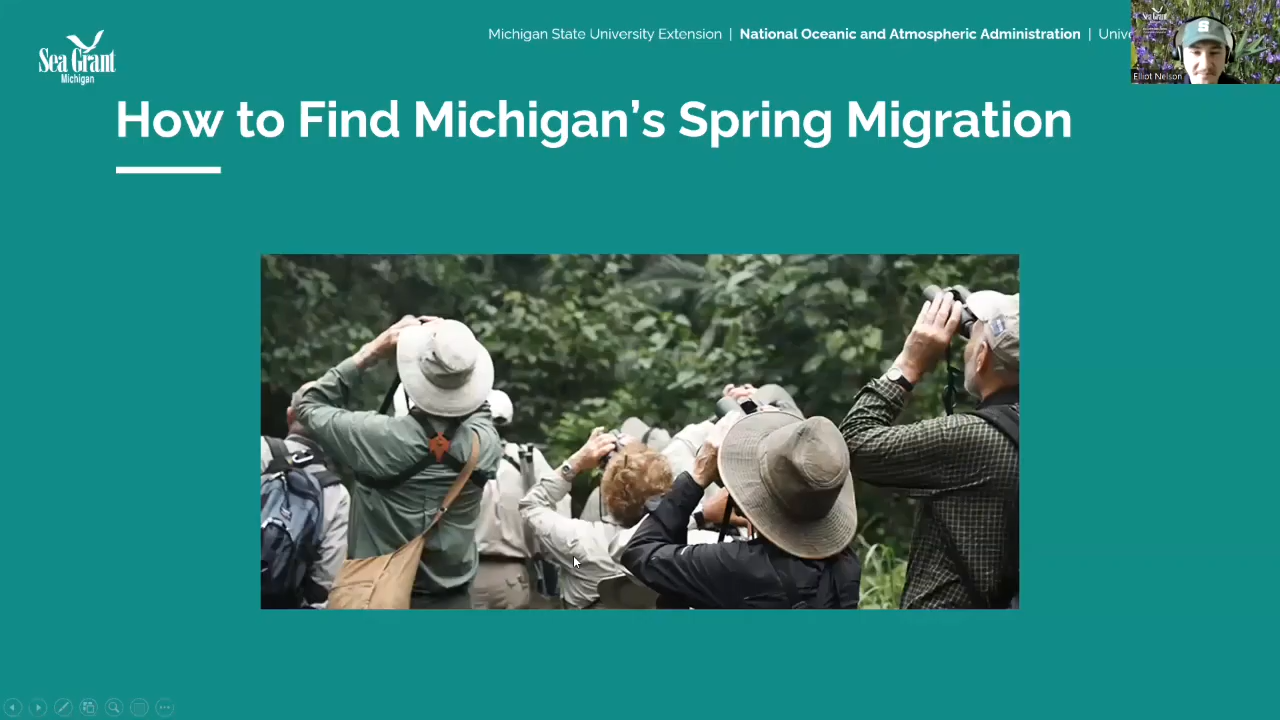 Michigan State University Extension | National Oceanic and Atmospheric Administration | Unive
Sea Grant
Michigan
Elliot Nelson
How to Find Michigan's Spring Migration